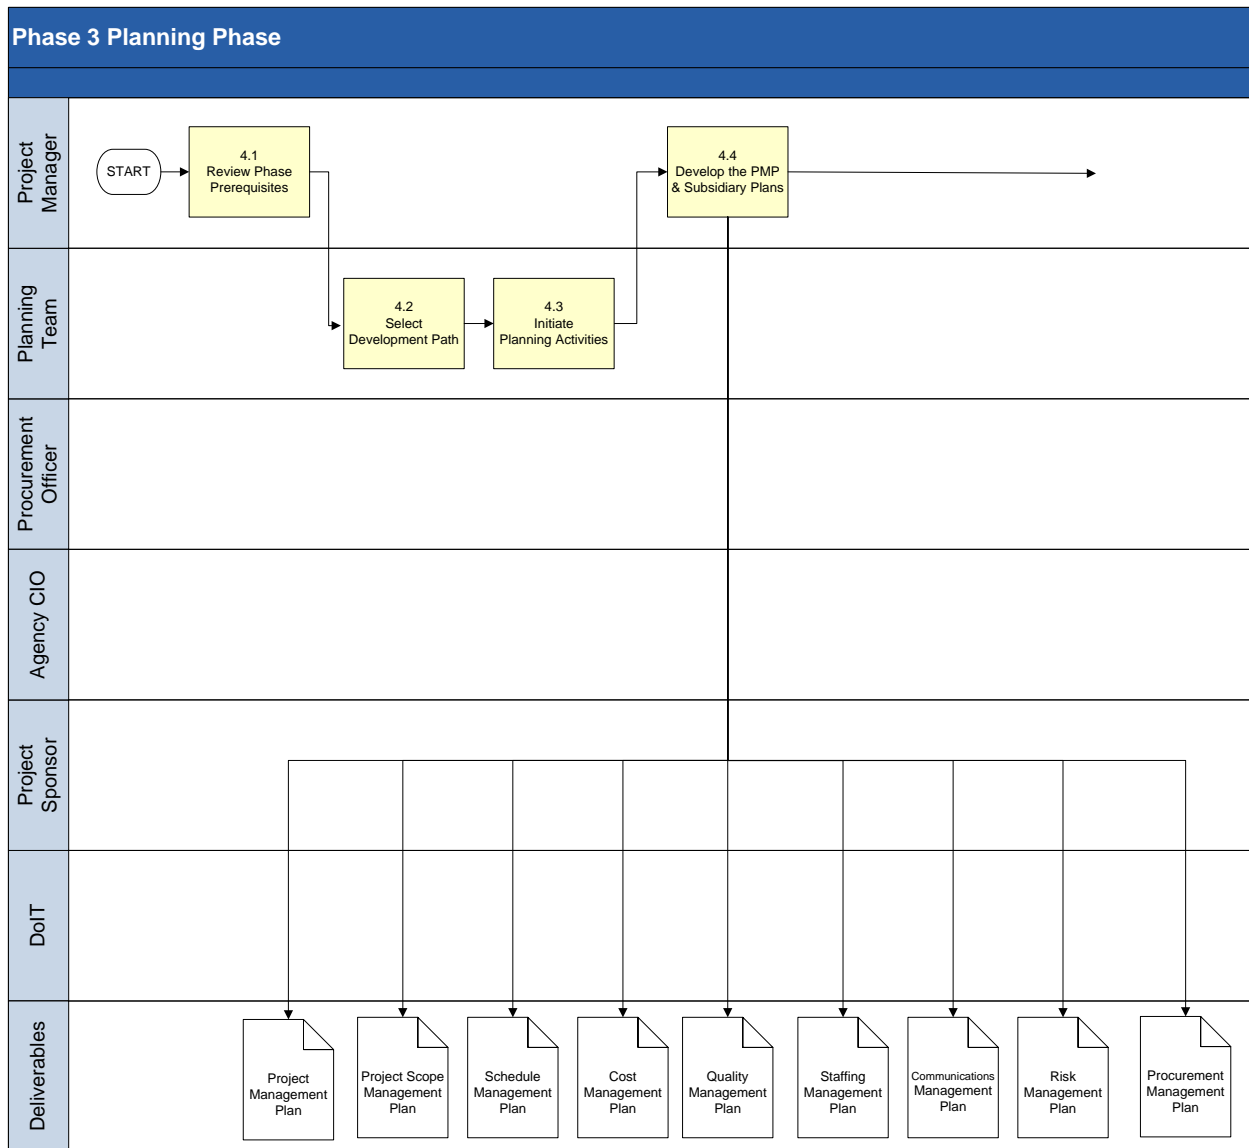 Phase 3 Planning Phase
Project
Manager
START
4.1
Review Phase
Prerequisites
4.4
Develop the PMP
& Subsidiary Plans
Planning
Team
4.2
Select
Development Path
4.3
Initiate
Planning Activities
Procurement
Officer
Agency CIO
Project
Sponsor
DoIT
Deliverables
Project
Management
Plan
Project Scope
Management
Plan
Schedule
Management
Plan
Cost
Management
Plan
Quality
Management
Plan
Staffing
Management
Plan
Communications
Management
Plan
Risk
Management
Plan
Procurement
Management
Plan